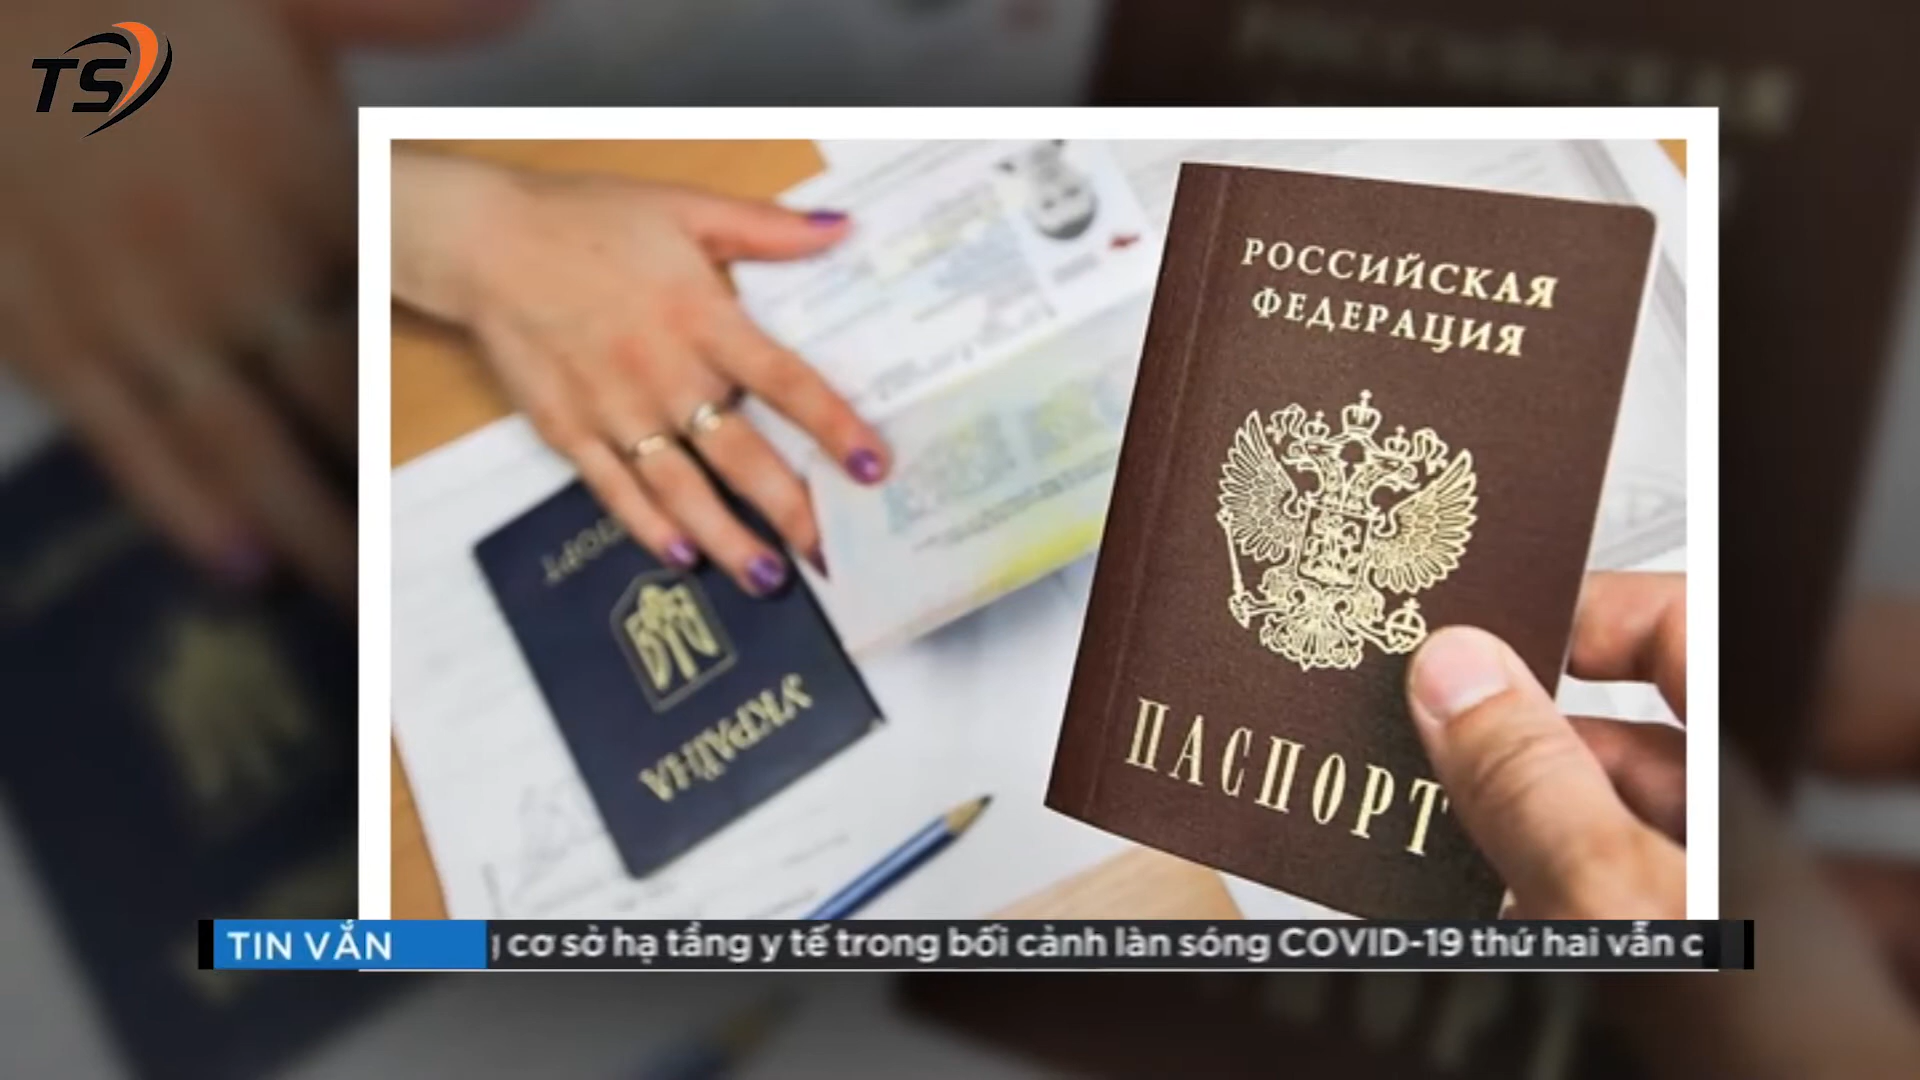 TS
РОССИЙСКАЯ
ФЕДЕРАЦИЯ
ПАСПОРТ
УКРАЇНА
TIN VẮN
cơ sở hạ tầng y tế trong bối cảnh làn sóng COVID-19 thứ hai vẫn c